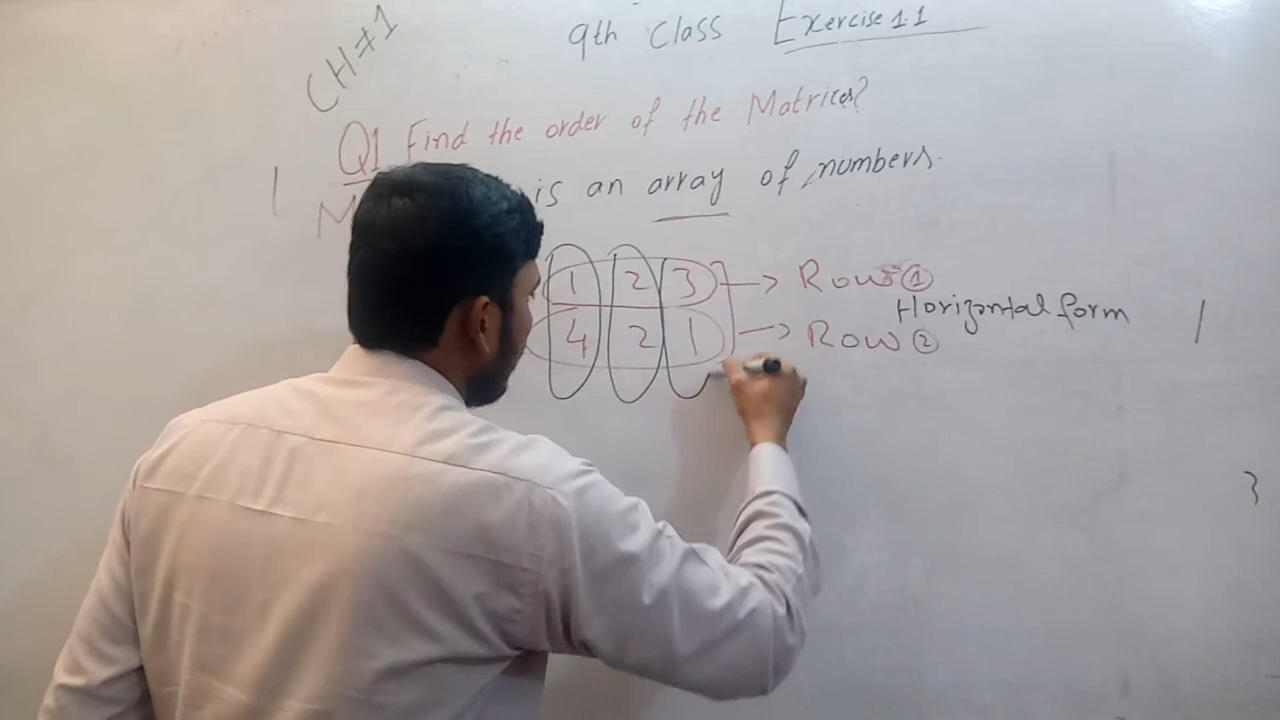 CH#1
9th class Exercise 1.1
Q1 Find the order of the Matrices?
is an array of numbers.
1 2 3 → Row ①
Horizontal form
4 2 1 → Row ②